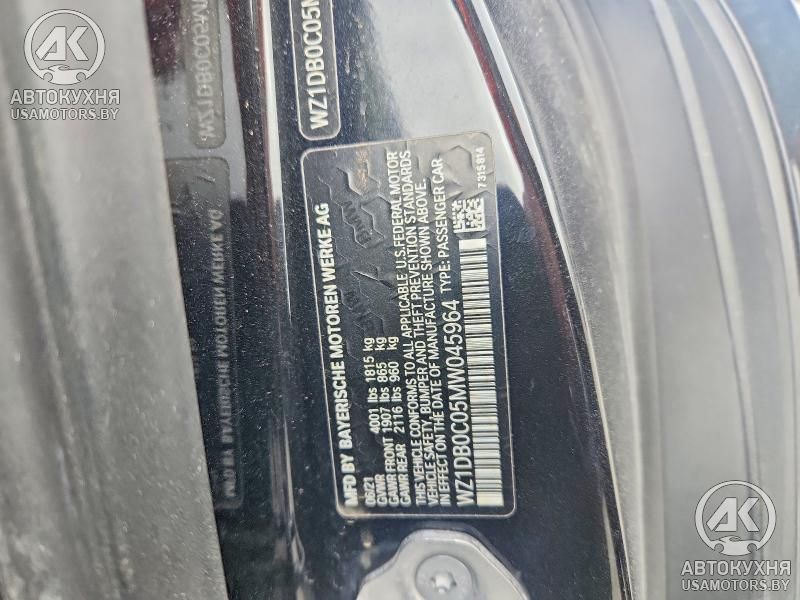 АВТОКУХНЯ
USAMOTORS.BY
WZ1DB0C05M
MFD BY BAYERISCHE MOTOREN WERKE AG
06/21
GVWR 4001 lbs 1815 kg
GAWR FRONT 1907 lbs 865 kg
GAWR REAR 2116 lbs 960 kg
THIS VEHICLE CONFORMS TO ALL APPLICABLE U.S. FEDERAL MOTOR
VEHICLE SAFETY, BUMPER AND THEFT PREVENTION STANDARDS
IN EFFECT ON THE DATE OF MANUFACTURE SHOWN ABOVE.
WZ1DB0C05MW045964 TYPE: PASSENGER CAR
7315814
АВТОКУХНЯ
USAMOTORS.BY